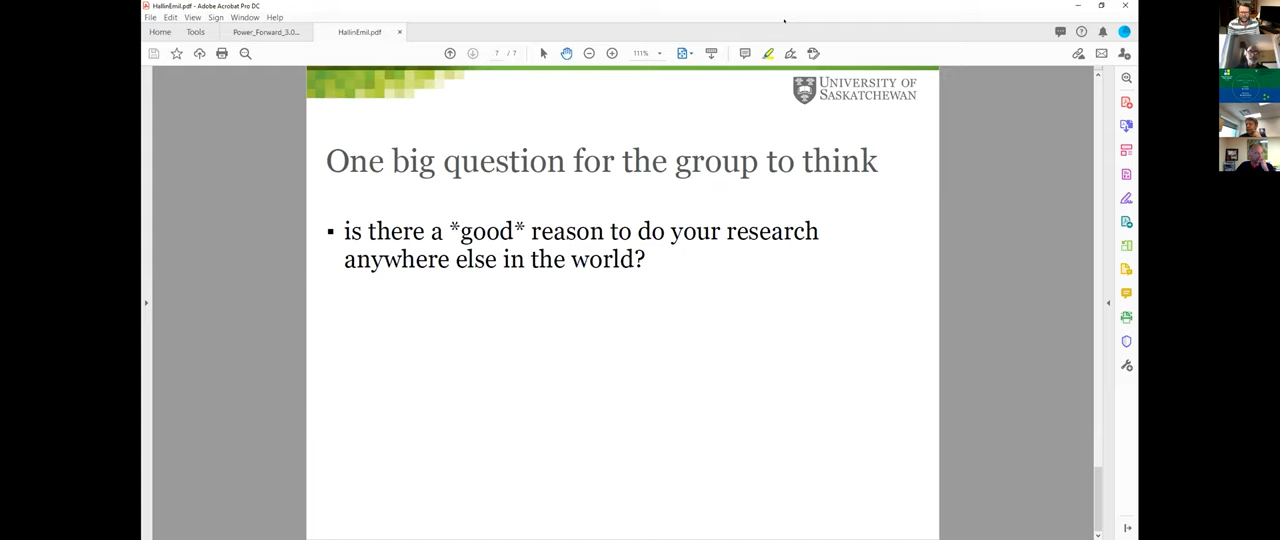 HallinEmil.pdf - Adobe Acrobat Pro DC
File Edit View Sign Window Help
Home Tools Power_Forward_3.0... HallinEmil.pdf ×
7 / 7 111%
UNIVERSITY OF
SASKATCHEWAN
One big question for the group to think
▪ is there a *good* reason to do your research
anywhere else in the world?